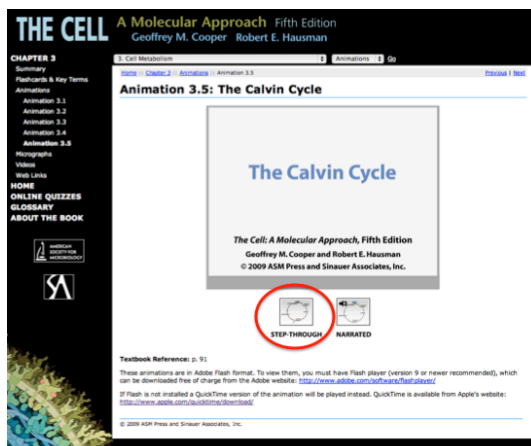 THE CELL
A Molecular Approach Fifth Edition
Geoffrey M. Cooper Robert E. Hausman
CHAPTER 3
Summary
Flashcards & Key Terms
Animations
Animation 3.1
Animation 3.2
Animation 3.3
Animation 3.4
Animation 3.5
Micrographs
Videos
Web Links
HOME
ONLINE QUIZZES
GLOSSARY
ABOUT THE BOOK
AMERICAN
SOCIETY FOR
MICROBIOLOGY
3. Cell Metabolism
Animations
Go
Home :: Chapter 3 :: Animations :: Animation 3.5
Previous | Next
Animation 3.5: The Calvin Cycle
The Calvin Cycle
The Cell: A Molecular Approach, Fifth Edition
Geoffrey M. Cooper and Robert E. Hausman
© 2009 ASM Press and Sinauer Associates, Inc.
STEP-THROUGH NARRATED
Textbook Reference: p. 91
These animations are in Adobe Flash format. To view them, you must have Flash player (version 9 or newer recommended), which
can be downloaded free of charge from the Adobe website: http://www.adobe.com/software/flashplayer/
If Flash is not installed a QuickTime version of the animation will be played instead. QuickTime is available from Apple's website:
http://www.apple.com/quicktime/download/
© 2009 ASM Press and Sinauer Associates, Inc.